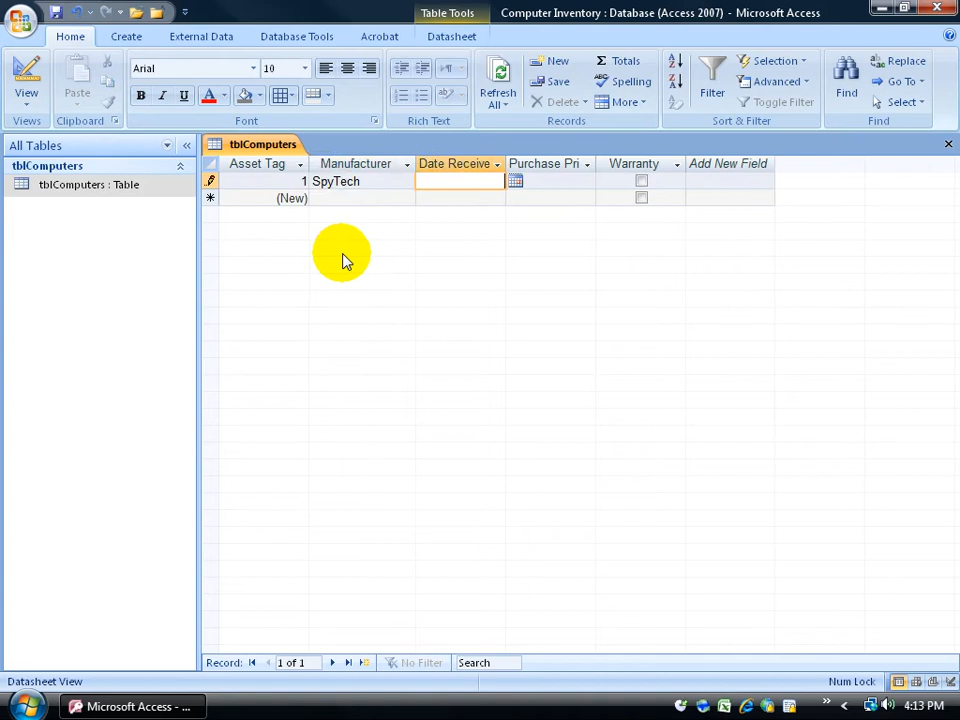 Table Tools Computer Inventory : Database (Access 2007) - Microsoft Access
Home Create External Data Database Tools Acrobat Datasheet
View Paste Arial 10 B I U A Refresh All New Save Delete Totals Spelling More Filter Selection Advanced Toggle Filter Find Replace Go To Select
Views Clipboard Font Rich Text Records Sort & Filter Find
All Tables
tblComputers
tblComputers : Table
tblComputers
Asset Tag Manufacturer Date Receive Purchase Pri Warranty Add New Field
1 SpyTech
(New)
Record: 1 of 1 No Filter Search
Datasheet View Num Lock
Microsoft Access - ... 4:13 PM